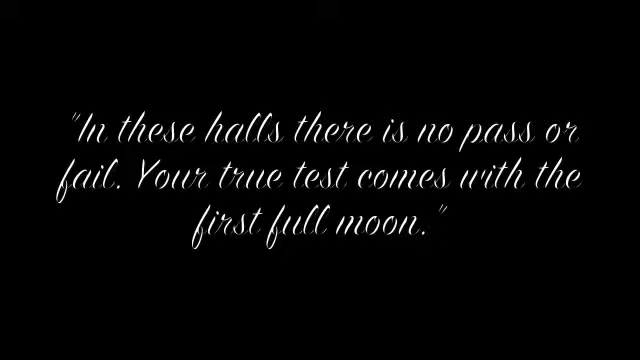 "In these halls there is no pass or
fail. Your true test comes with the
first full moon."